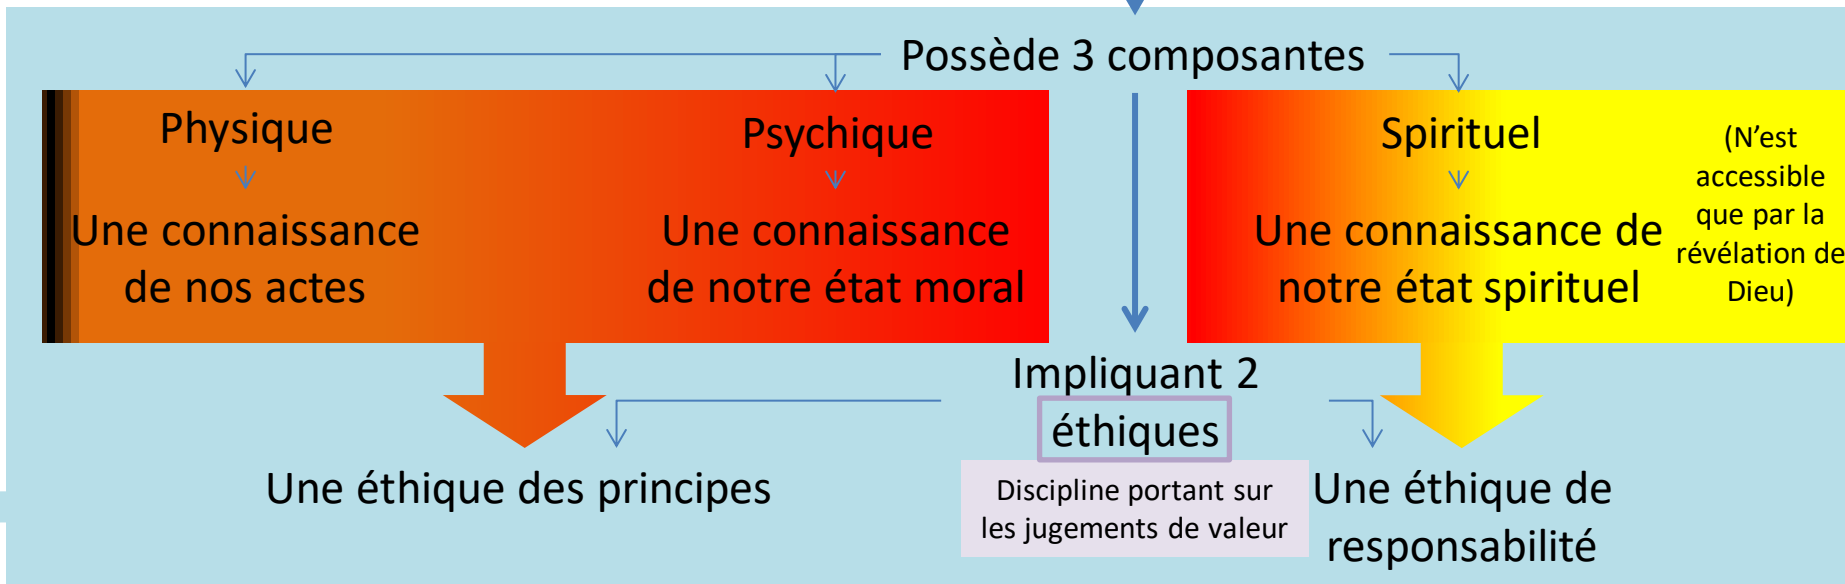 Possède 3 composantes
Physique
Une connaissance
de nos actes
Psychique
Une connaissance
de notre état moral
Spirituel
Une connaissance de
notre état spirituel
(N’est
accessible
que par la
révélation de
Dieu)
Impliquant 2
éthiques
Discipline portant sur
les jugements de valeur
Une éthique des principes
Une éthique de
responsabilité